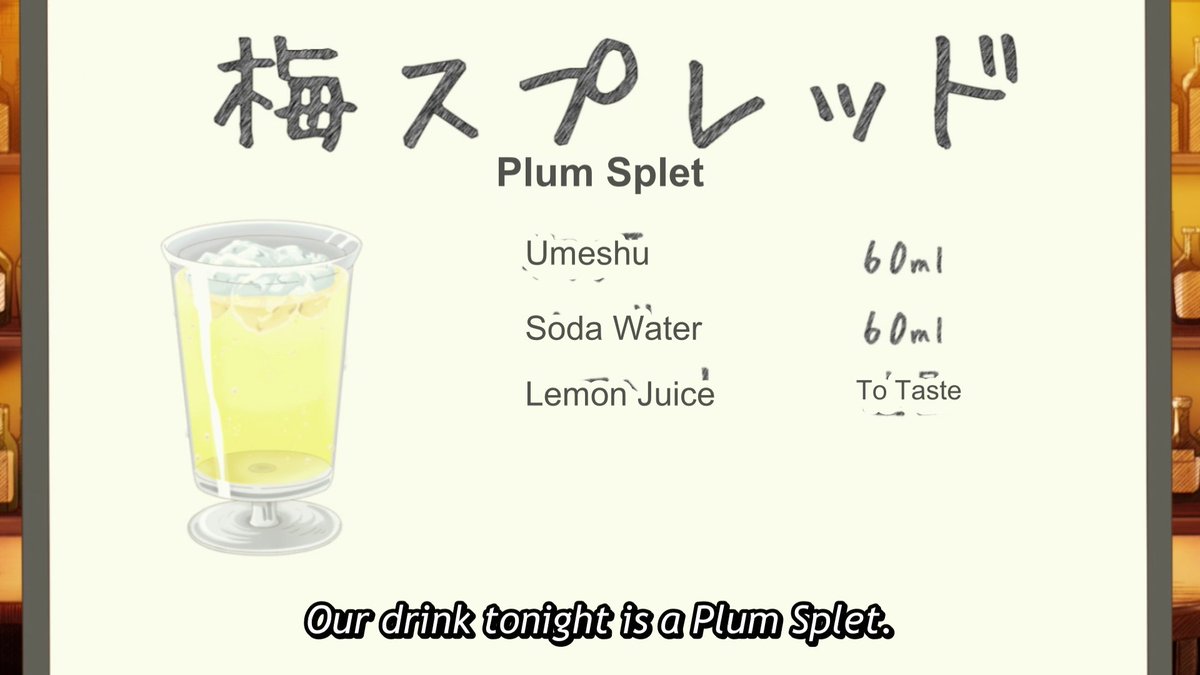 梅スプレッド
Plum Splet
Umeshu 60ml
Soda Water 60ml
Lemon Juice To Taste
Our drink tonight is a Plum Splet.